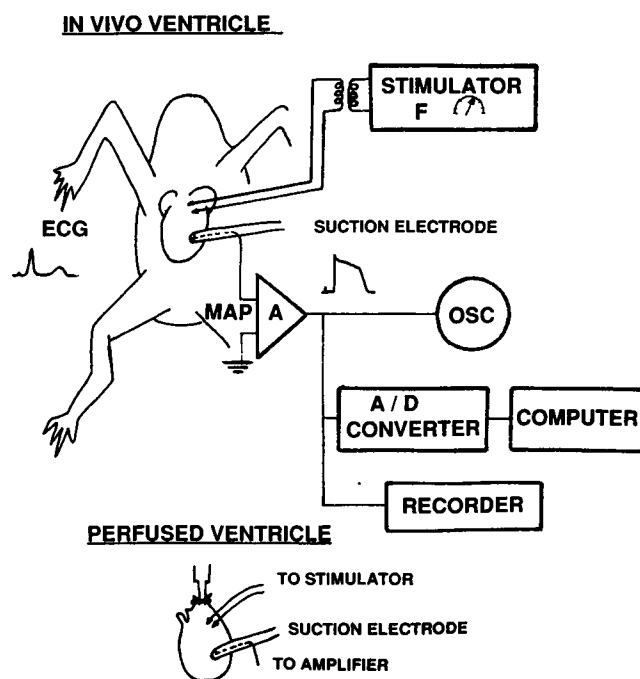 IN VIVO VENTRICLE
STIMULATOR
F
ECG
SUCTION ELECTRODE
MAP
A
OSC
A / D
CONVERTER
COMPUTER
RECORDER
PERFUSED VENTRICLE
TO STIMULATOR
SUCTION ELECTRODE
TO AMPLIFIER